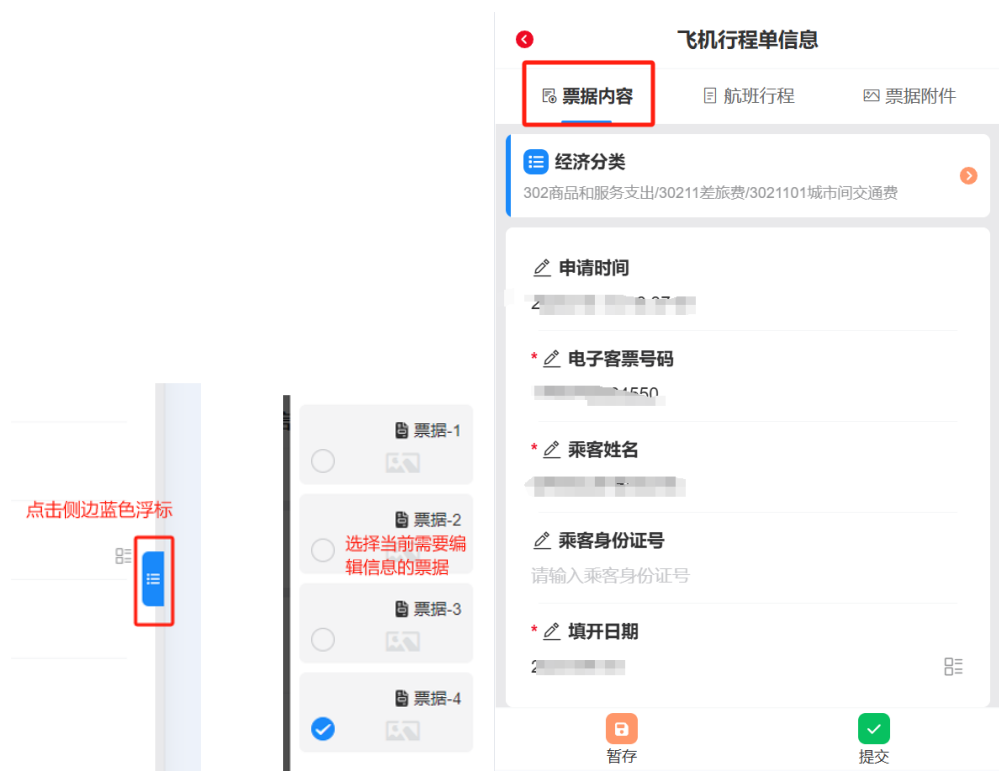 点击侧边蓝色浮标
票据-1
票据-2
选择当前需要编
辑信息的票据
票据-3
票据-4
飞机行程单信息
票据内容 航班行程 票据附件
经济分类
302商品和服务支出/30211差旅费/3021101城市间交通费
申请时间
* 电子客票号码
* 乘客姓名
乘客身份证号
请输入乘客身份证号
* 填开日期
暂存 提交